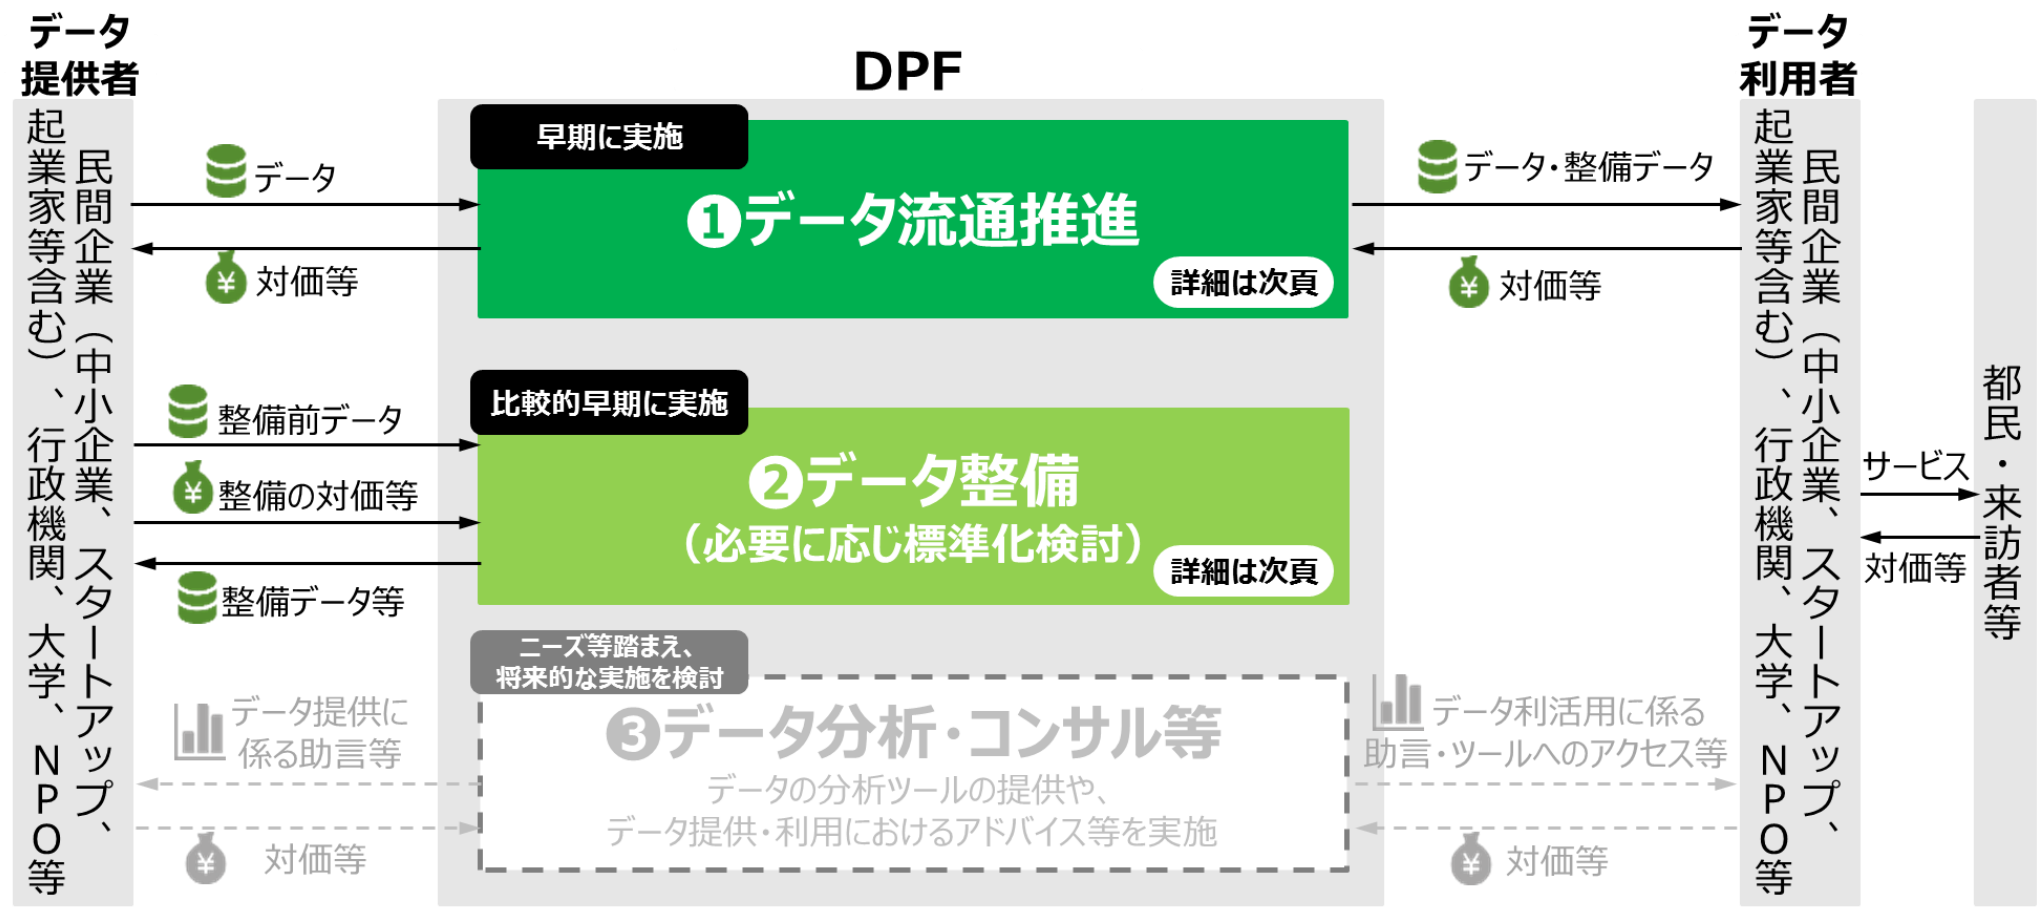 データ
提供者
民間企業（中小企業、スタートアップ、
起業家等含む）、行政機関、大学、NPO等
データ
対価等
整備前データ
整備の対価等
整備データ等
データ提供に
係る助言等
対価等
DPF
早期に実施
❶データ流通推進
詳細は次頁
比較的早期に実施
❷データ整備
（必要に応じ標準化検討）
詳細は次頁
ニーズ等踏まえ、
将来的な実施を検討
❸データ分析・コンサル等
データの分析ツールの提供や、
データ提供・利用におけるアドバイス等を実施
データ・整備データ
対価等
データ利活用に係る
助言・ツールへのアクセス等
対価等
データ
利用者
民間企業（中小企業、スタートアップ、
起業家等含む）、行政機関、大学、NPO等
サービス
対価等
都民・来訪者等